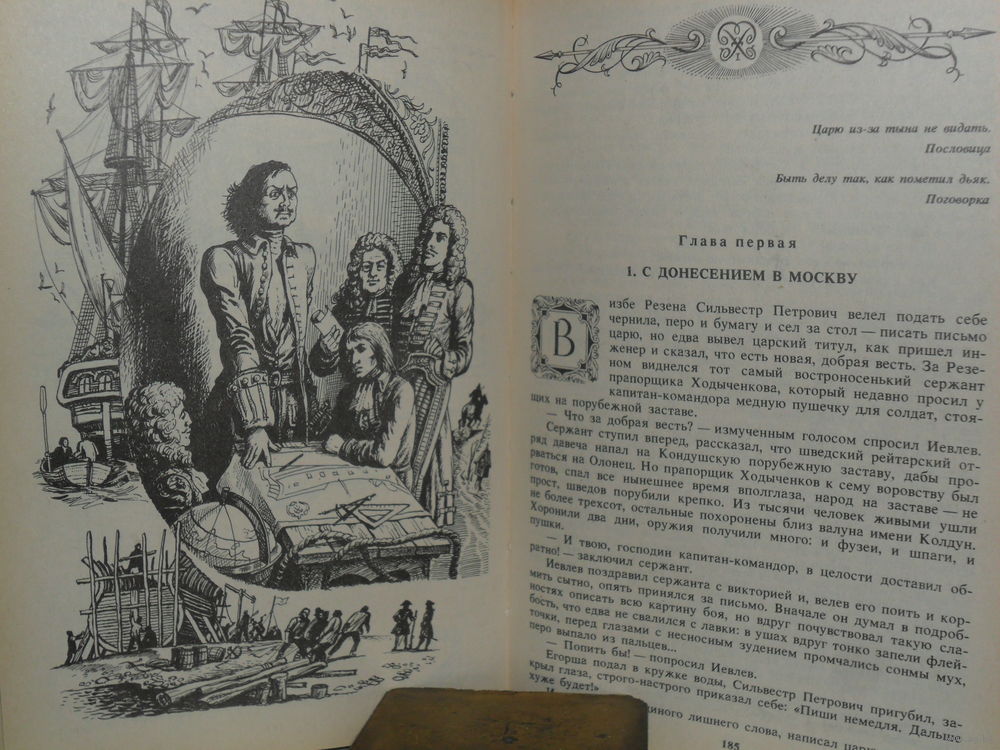 Царю из-за тына не видать.
Пословица
Быть делу так, как пометил дьяк.
Поговорка
Глава первая
1. С ДОНЕСЕНИЕМ В МОСКВУ
В избе Резена Сильвестр Петрович велел подать себе
чернила, перо и бумагу и сел за стол — писать письмо
царю, но едва вывел царский титул, как пришел ин-
женер и сказал, что есть новая, добрая весть. За Резе-
ном виднелся тот самый востроносенький сержант
прапорщика Ходыченкова, который недавно просил у
капитан-командора медную пушечку для солдат, стоя-
щих на порубежной заставе.
— Что за добрая весть? — измученным голосом спросил Иевлев.
Сержант ступил вперед, рассказал, что шведский рейтарский от-
ряд давеча напал на Кондушскую порубежную заставу, дабы про-
рваться на Олонец. Но прапорщик Ходыченков к сему воровству был
готов, спал все нынешнее время вполглаза, народ на заставе — не
прост, шведов порубили крепко. Из тысячи человек живыми ушли
не более трехсот, остальные похоронены близ валуна имени Колдун.
Хоронили два дни, оружия получили много: и фузеи, и шпаги, и
пушки.
— И твою, господин капитан-командор, в целости доставил об-
ратно! — заключил сержант.
Иевлев поздравил сержанта с викторией и, велев его поить и кор-
мить сытно, опять принялся за письмо. Вначале он думал в подроб-
ностях описать всю картину боя, но вдруг почувствовал такую сла-
бость, что едва не свалился с лавки: в ушах вдруг тонко запели флей-
точки, перед глазами с несносным зудением промчались сонмы мух,
перо выпало из пальцев...
— Попить бы! — попросил Иевлев.
Егорша подал в кружке воды, Сильвестр Петрович пригубил, за-
крыл глаза, строго-настрого приказал себе: «Пиши немедля. Дальше
хуже будет!»
лишнего слова, написал
185